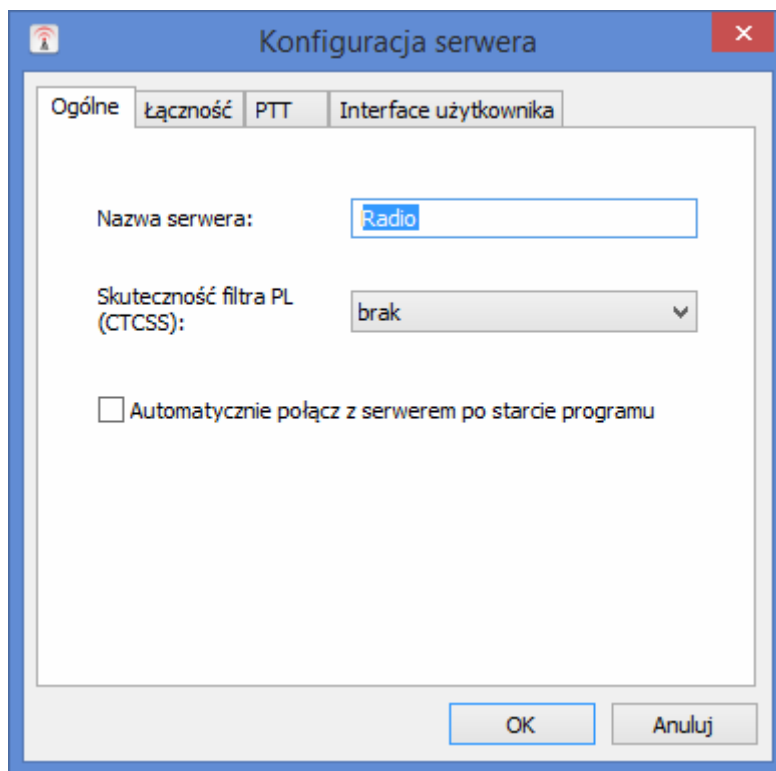 Konfiguracja serwera
Ogólne Łączność PTT Interface użytkownika
Nazwa serwera: Radio
Skuteczność filtra PL
(CTCSS): brak
Automatycznie połącz z serwerem po starcie programu
OK Anuluj